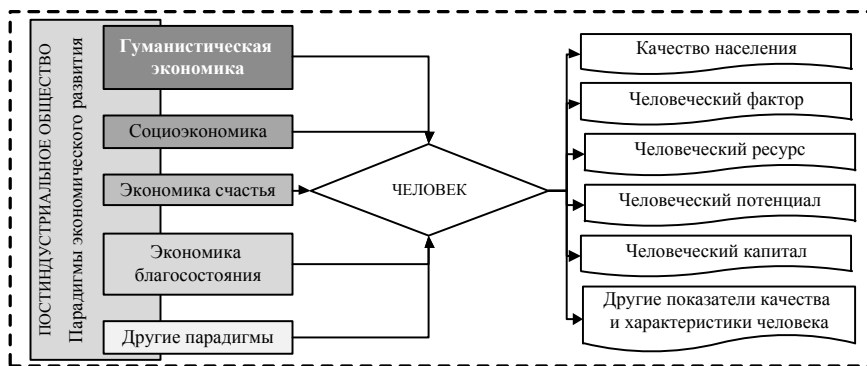 ПОСТИНДУСТРИАЛЬНОЕ ОБЩЕСТВО
Парадигмы экономического развития
Гуманистическая
экономика
Социоэкономика
Экономика счастья
Экономика
благосостояния
Другие парадигмы
ЧЕЛОВЕК
Качество населения
Человеческий фактор
Человеческий ресурс
Человеческий потенциал
Человеческий капитал
Другие показатели качества
и характеристики человека